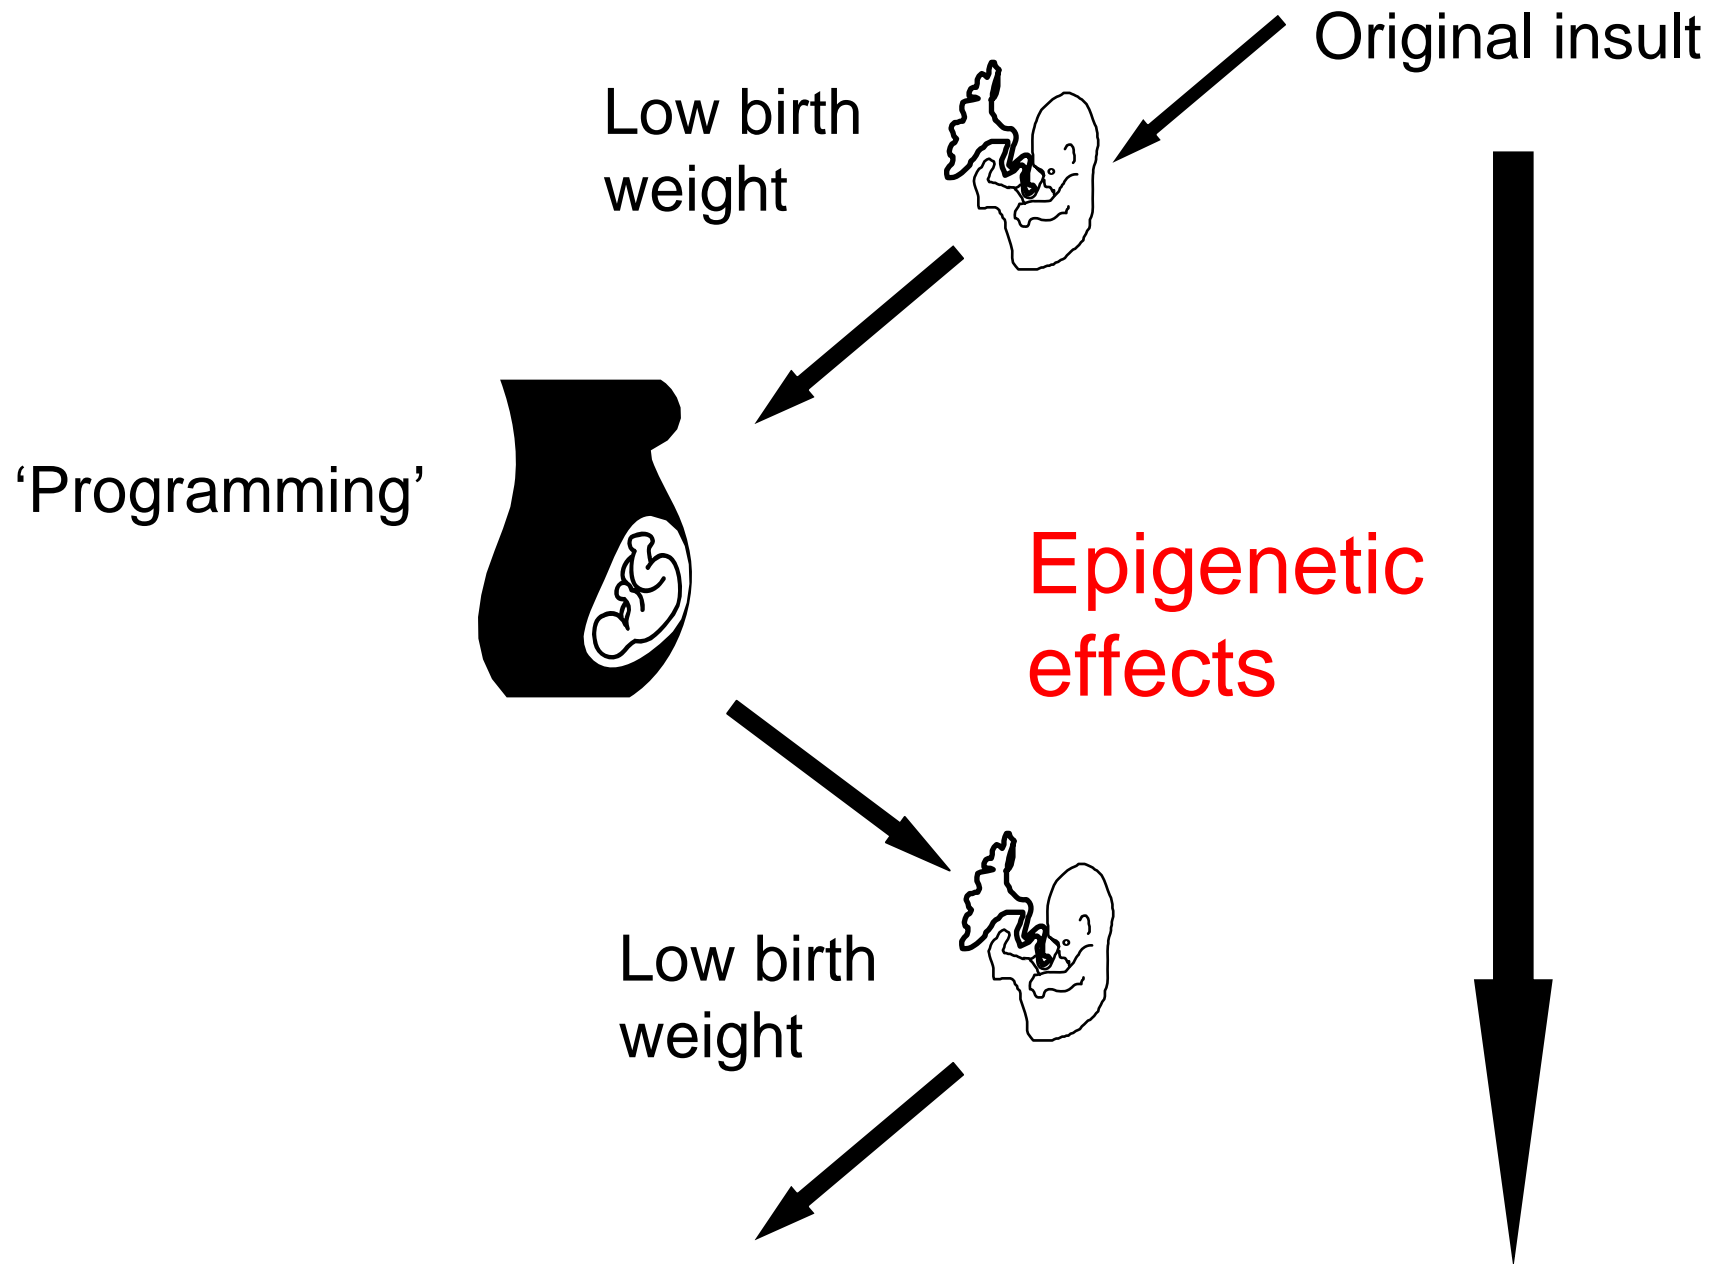 Original insult
Low birth
weight
‘Programming’
Epigenetic
effects
Low birth
weight